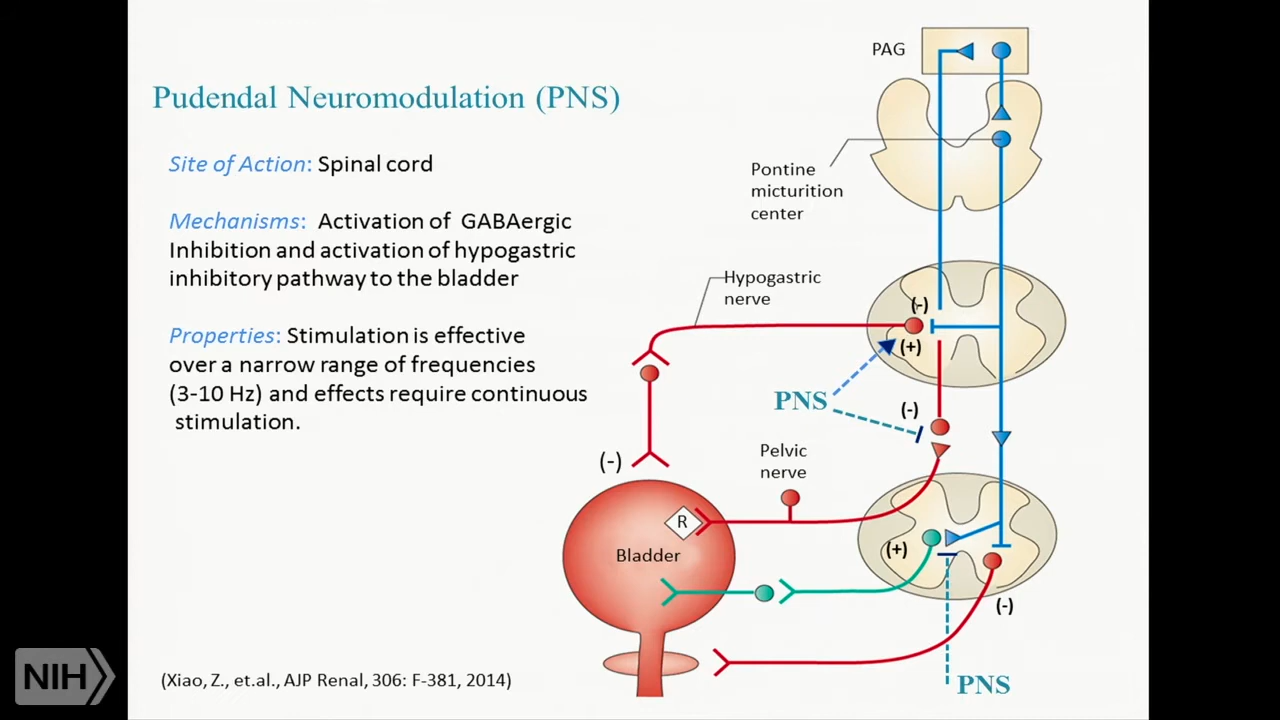 Pudendal Neuromodulation (PNS)
Site of Action: Spinal cord
Mechanisms: Activation of GABAergic
Inhibition and activation of hypogastric
inhibitory pathway to the bladder
Properties: Stimulation is effective
over a narrow range of frequencies
(3-10 Hz) and effects require continuous
stimulation.
(Xiao, Z., et.al., AJP Renal, 306: F-381, 2014)
PAG
Pontine
micturition
center
Hypogastric
nerve
(-)
(+)
PNS
(-)
Pelvic
nerve
(-)
R
Bladder
(+)
(-)
PNS
NIH